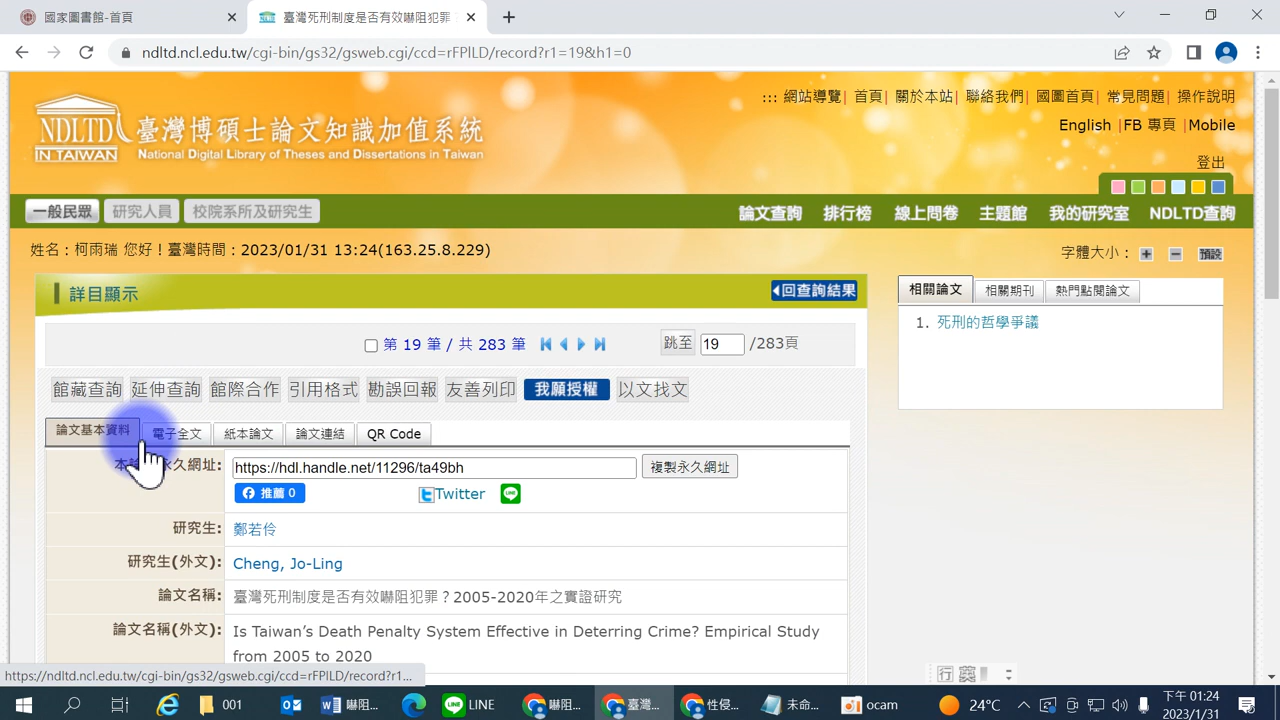 國家圖書館-首頁
臺灣死刑制度是否有效嚇阻犯罪
ndltd.ncl.edu.tw/cgi-bin/gs32/gsweb.cgi/ccd=rFPlLD/record?r1=19&h1=0
::: 網站導覽| 首頁| 關於本站| 聯絡我們| 國圖首頁| 常見問題| 操作說明
English |FB 專頁 |Mobile
NDLTD IN TAIWAN 臺灣博碩士論文知識加值系統
National Digital Library of Theses and Dissertations in Taiwan
登出
一般民眾 研究人員 校院系所及研究生 論文查詢 排行榜 線上問卷 主題館 我的研究室 NDLTD查詢
姓名：柯雨瑞 您好！臺灣時間：2023/01/31 13:24(163.25.8.229)
字體大小： + − 預設
詳目顯示
回查詢結果
相關論文 相關期刊 熱門點閱論文
1. 死刑的哲學爭議
第 19 筆 / 共 283 筆 跳至 19 /283頁
館藏查詢 延伸查詢 館際合作 引用格式 勘誤回報 友善列印 我願授權 以文找文
論文基本資料 電子全文 紙本論文 論文連結 QR Code
永久網址: https://hdl.handle.net/11296/ta49bh 複製永久網址
推薦 0 Twitter LINE
研究生: 鄭若伶
研究生(外文): Cheng, Jo-Ling
論文名稱: 臺灣死刑制度是否有效嚇阻犯罪？2005-2020年之實證研究
論文名稱(外文): Is Taiwan’s Death Penalty System Effective in Deterring Crime? Empirical Study
from 2005 to 2020
https://ndltd.ncl.edu.tw/cgi-bin/gs32/gsweb.cgi/ccd=rFPlLD/record?r1...
行 英
001 嚇阻... LINE 嚇阻... 臺灣... 性侵... 未命... ocam 24°C
下午 01:24
2023/1/31